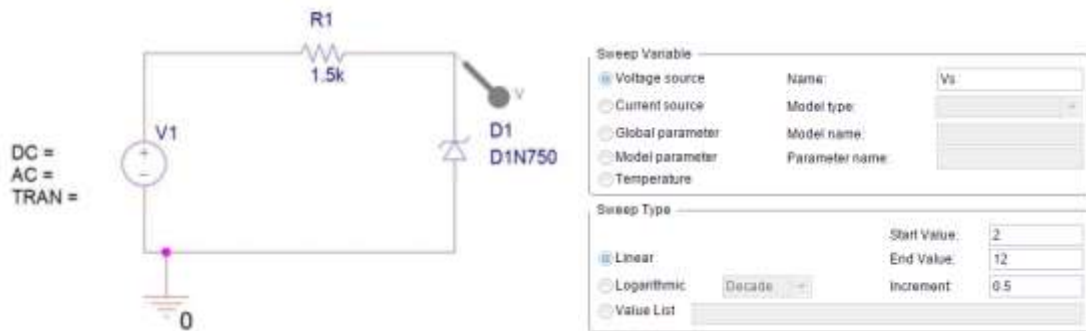 R1
1.5k
V
V1
DC =
AC =
TRAN =
D1
D1N750
0
Sweep Variable
Voltage source Name: Vs
Current source Model type:
Global parameter Model name:
Model parameter Parameter name:
Temperature
Sweep Type
Start Value: 2
Linear End Value: 12
Logarithmic Decade Increment: 0.5
Value List